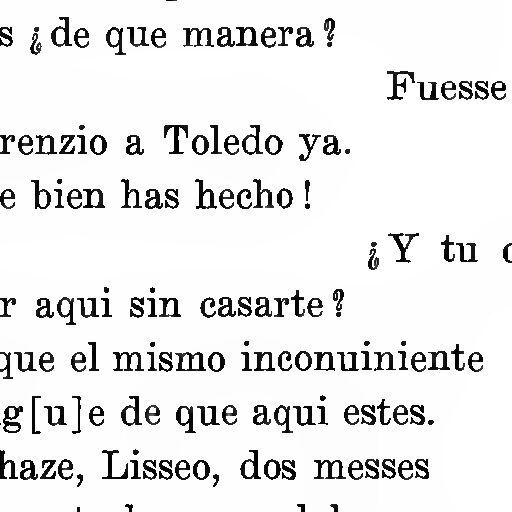 s ¿de que manera?
Fuesse
renzio a Toledo ya.
e bien has hecho!
¿Y tu
r aqui sin casarte?
que el mismo inconuiniente
g[u]e de que aqui estes.
haze, Lisseo, dos messes